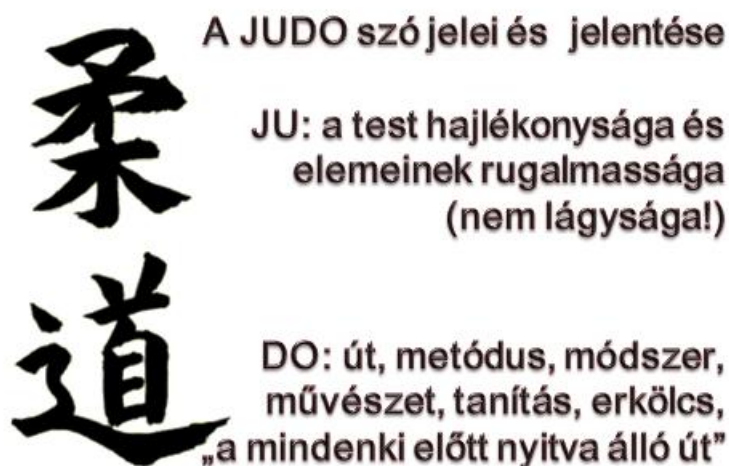 A JUDO szó jelei és jelentése
柔
JU: a test hajlékonysága és
elemeinek rugalmassága
(nem lágysága!)
道
DO: út, metódus, módszer,
művészet, tanítás, erkölcs,
„a mindenki előtt nyitva álló út”